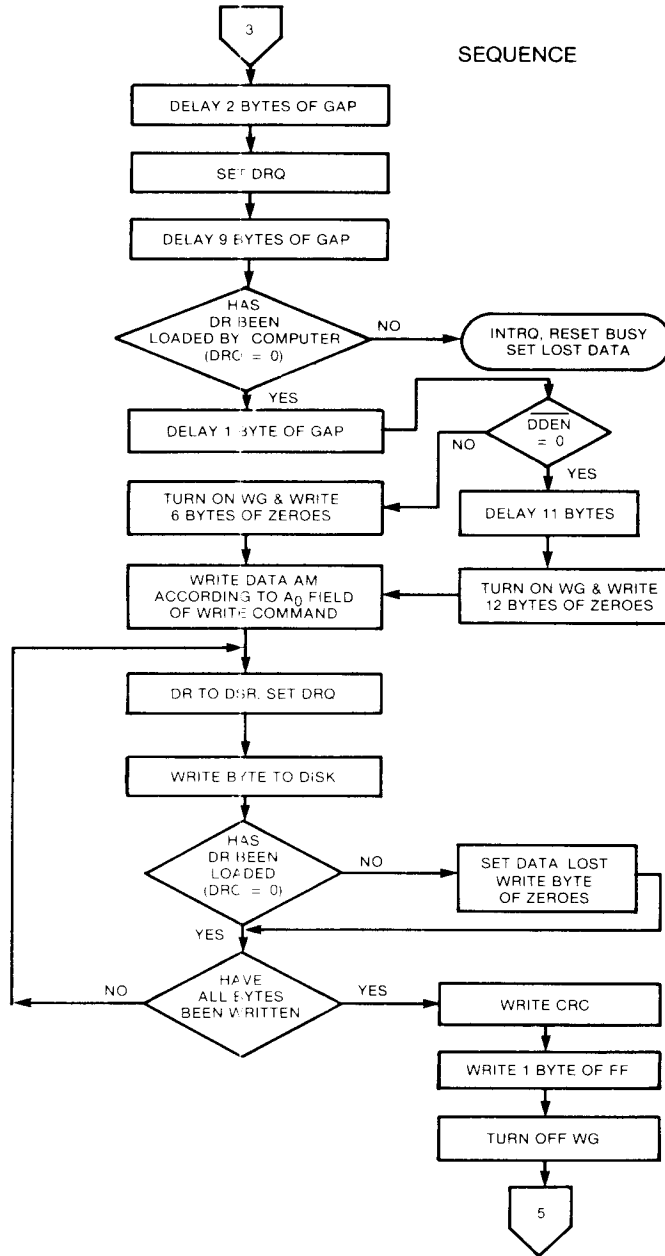 3
SEQUENCE
DELAY 2 BYTES OF GAP
SET DRQ
DELAY 9 BYTES OF GAP
HAS
DR BEEN
LOADED BY COMPUTER
(DRQ = 0)
NO
INTRQ, RESET BUSY
SET LOST DATA
YES
DELAY 1 BYTE OF GAP
DDEN
= 0
NO
YES
TURN ON WG & WRITE
6 BYTES OF ZEROES
DELAY 11 BYTES
WRITE DATA AM
ACCORDING TO A0 FIELD
OF WRITE COMMAND
TURN ON WG & WRITE
12 BYTES OF ZEROES
DR TO DSR, SET DRQ
WRITE BYTE TO DISK
HAS
DR BEEN
LOADED
(DRQ = 0)
NO
SET DATA LOST
WRITE BYTE
OF ZEROES
YES
HAVE
ALL BYTES
BEEN WRITTEN
NO
YES
WRITE CRC
WRITE 1 BYTE OF FF
TURN OFF WG
5